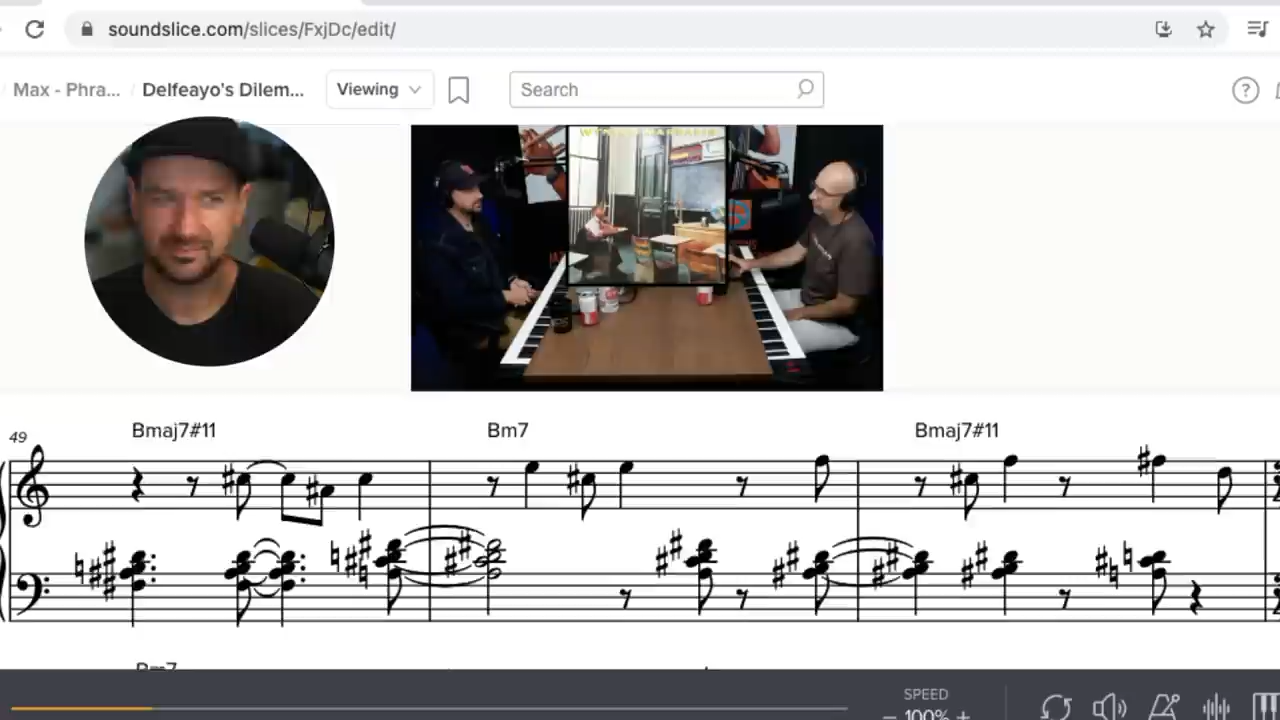 soundslice.com/slices/FxjDc/edit/
Max - Phra... / Delfeayo's Dilem... Viewing Search
49 Bmaj7#11 Bm7 Bmaj7#11
Bm7
SPEED
100%